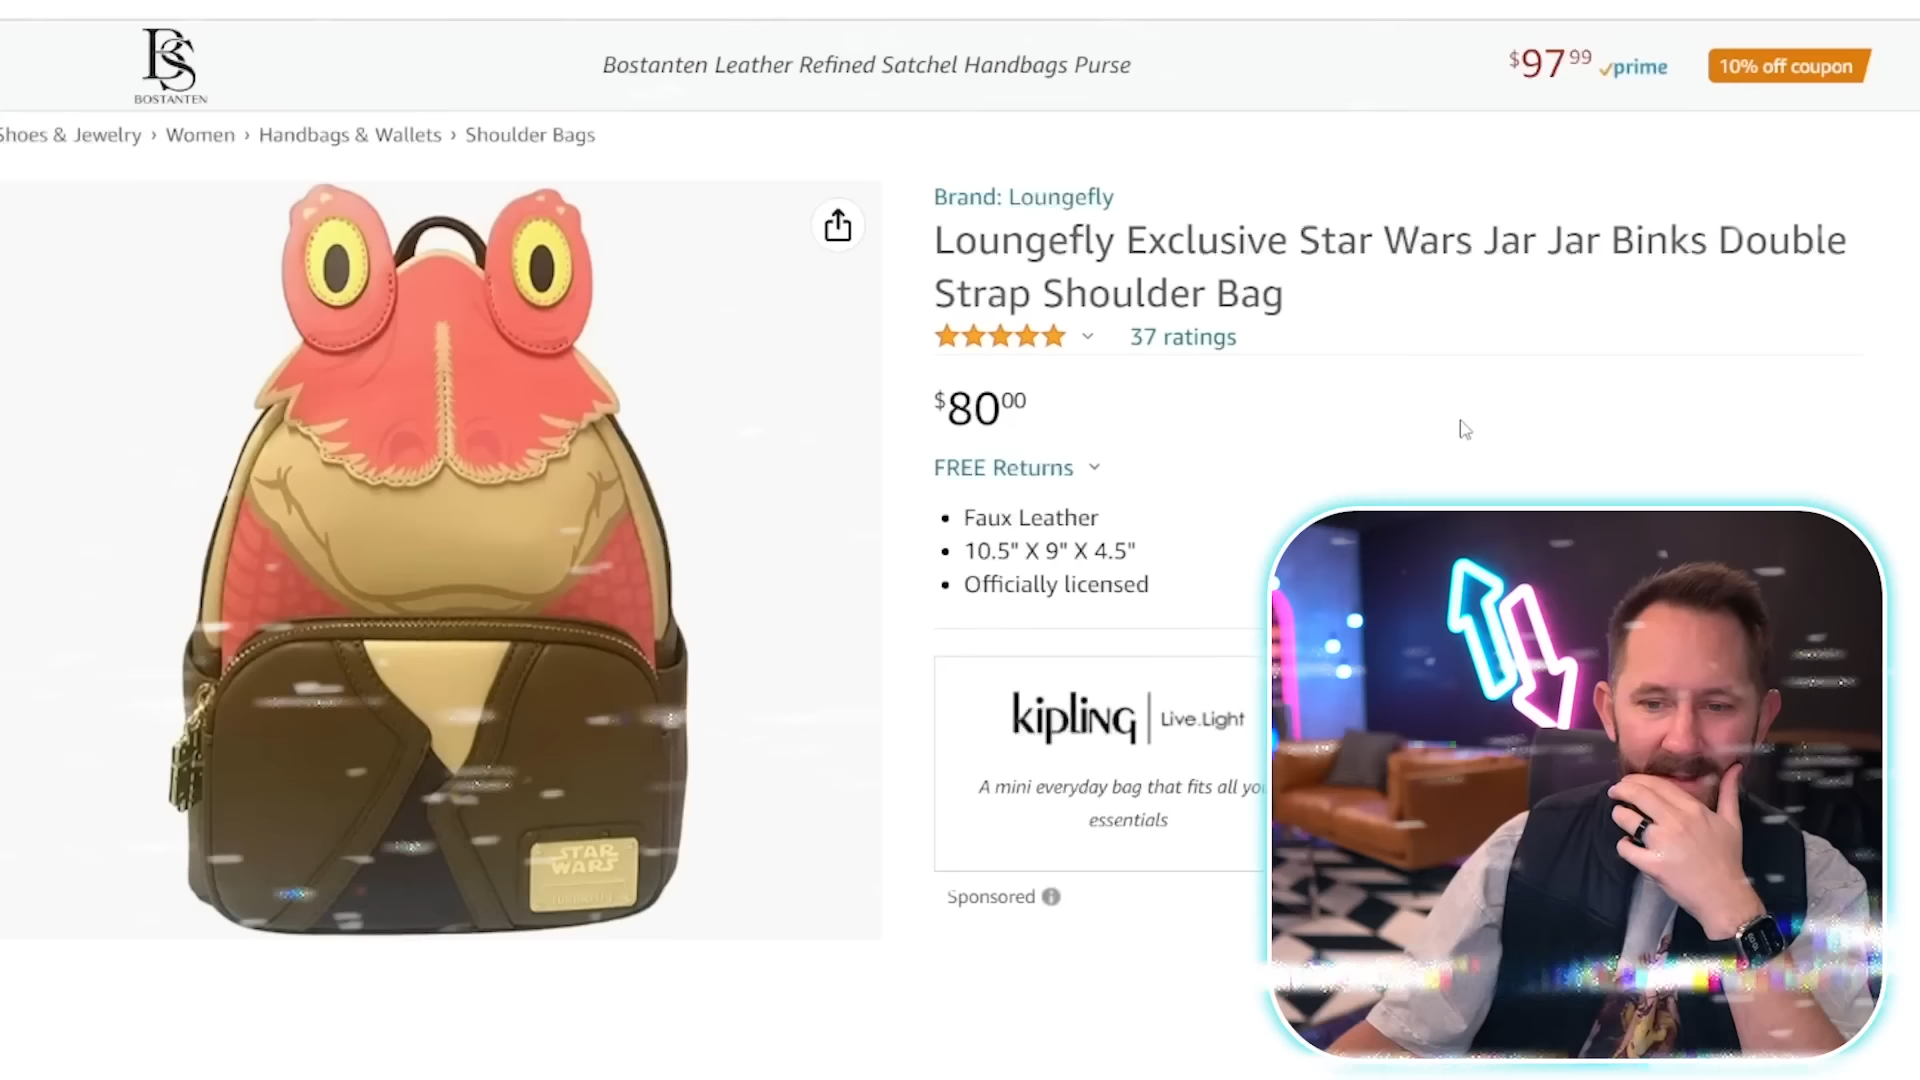 BS
BOSTANTEN
Bostanten Leather Refined Satchel Handbags Purse
$97 99 prime
10% off coupon
Shoes & Jewelry › Women › Handbags & Wallets › Shoulder Bags
Brand: Loungefly
Loungefly Exclusive Star Wars Jar Jar Binks Double
Strap Shoulder Bag
37 ratings
$80 00
FREE Returns
• Faux Leather
• 10.5" X 9" X 4.5"
• Officially licensed
kipling | Live.Light
A mini everyday bag that fits all
essentials
Sponsored
STAR
WARS